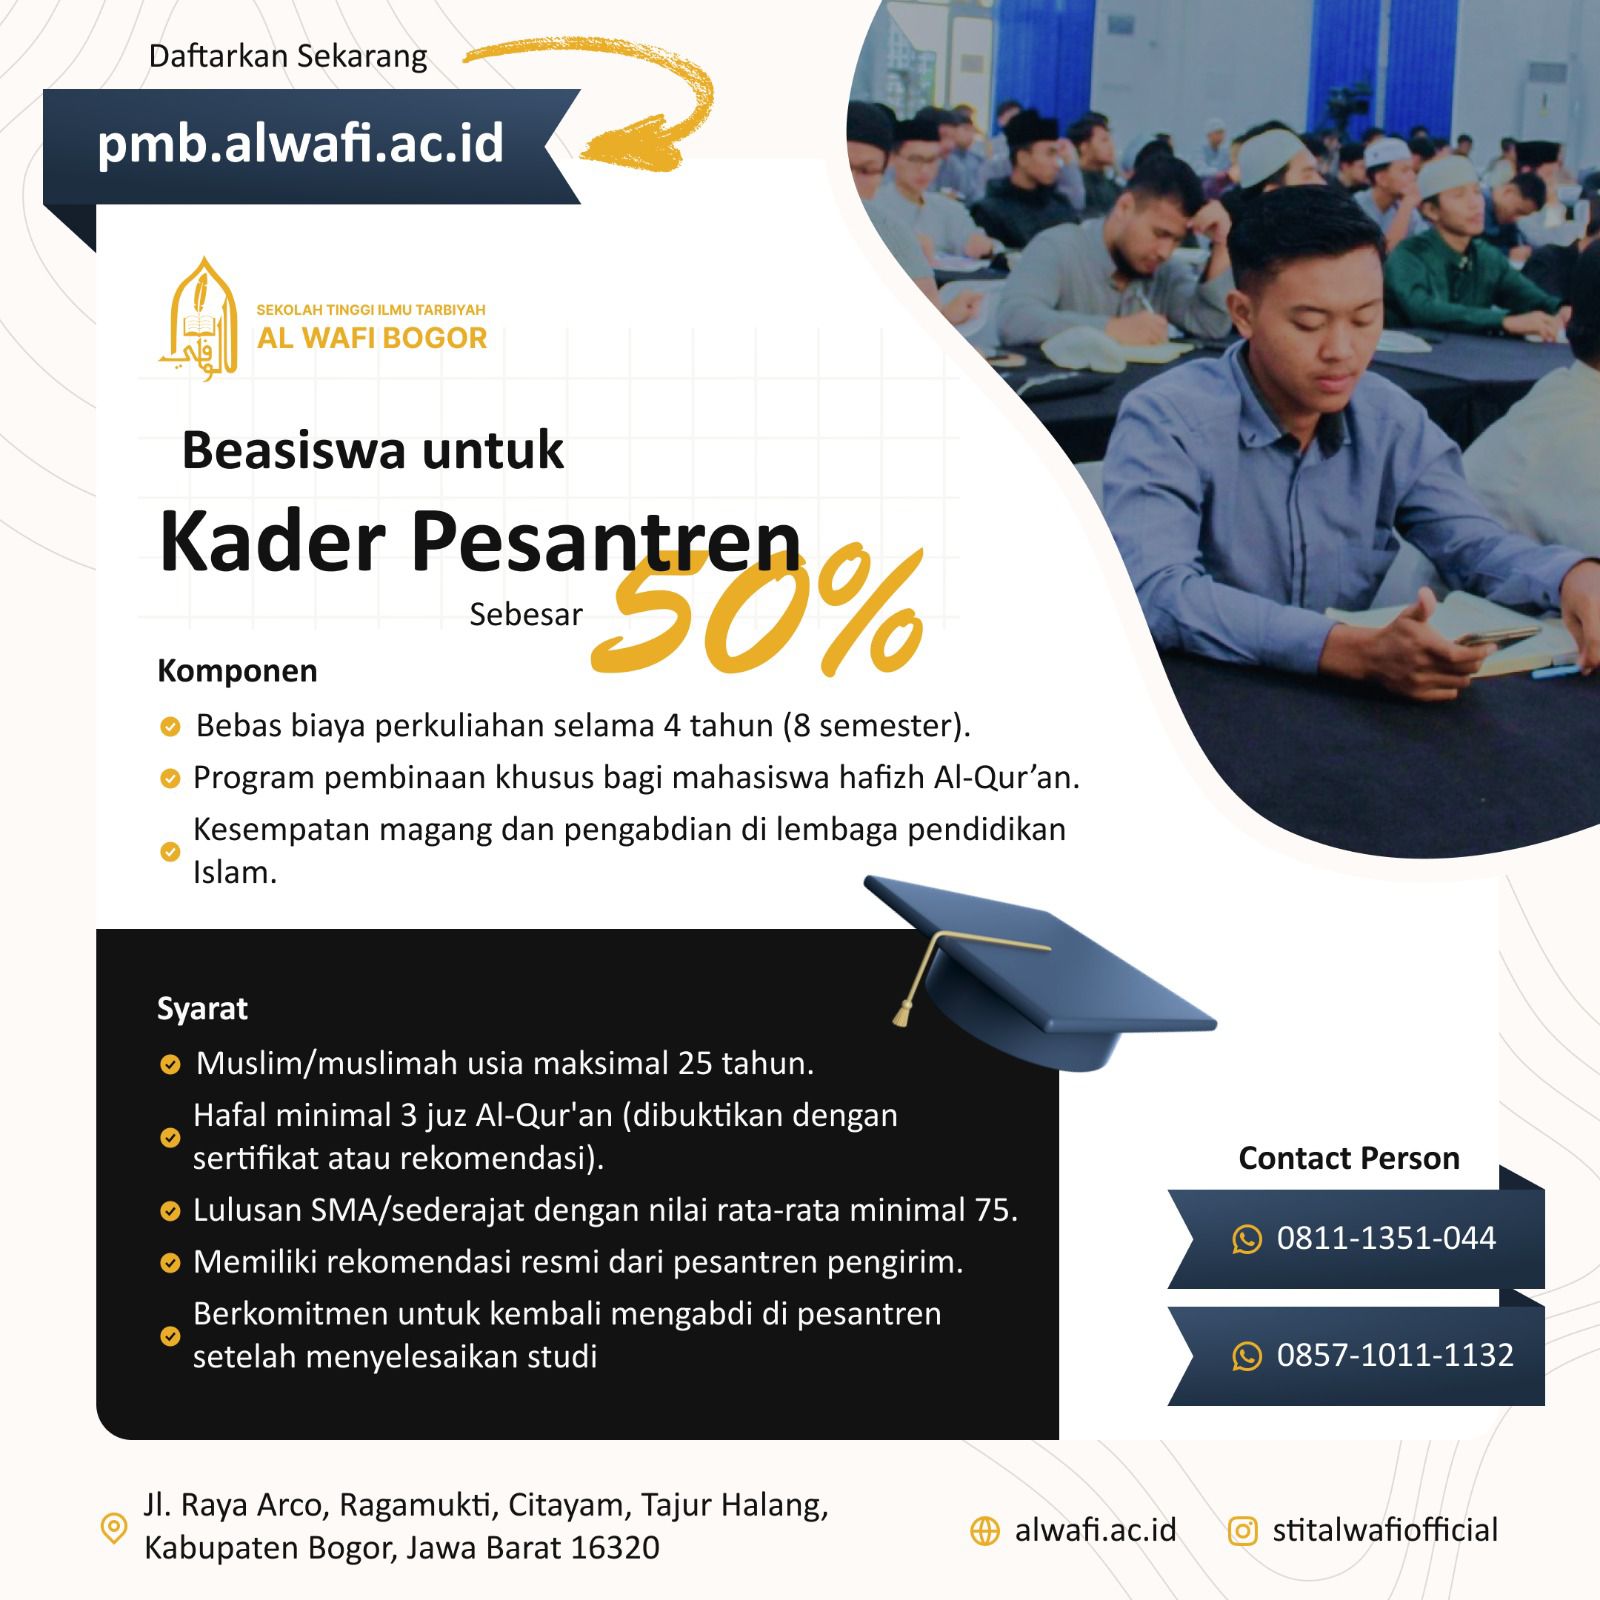 Daftarkan Sekarang
pmb.alwafi.ac.id
SEKOLAH TINGGI ILMU TARBIYAH
AL WAFI BOGOR
Beasiswa untuk
Kader Pesantren
Sebesar 50%
Komponen
Bebas biaya perkuliahan selama 4 tahun (8 semester).
Program pembinaan khusus bagi mahasiswa hafizh Al-Qur’an.
Kesempatan magang dan pengabdian di lembaga pendidikan
Islam.
Syarat
Muslim/muslimah usia maksimal 25 tahun.
Hafal minimal 3 juz Al-Qur'an (dibuktikan dengan
sertifikat atau rekomendasi).
Lulusan SMA/sederajat dengan nilai rata-rata minimal 75.
Memiliki rekomendasi resmi dari pesantren pengirim.
Berkomitmen untuk kembali mengabdi di pesantren
setelah menyelesaikan studi
Contact Person
0811-1351-044
0857-1011-1132
Jl. Raya Arco, Ragamukti, Citayam, Tajur Halang,
Kabupaten Bogor, Jawa Barat 16320
alwafi.ac.id
stitalwafiofficial